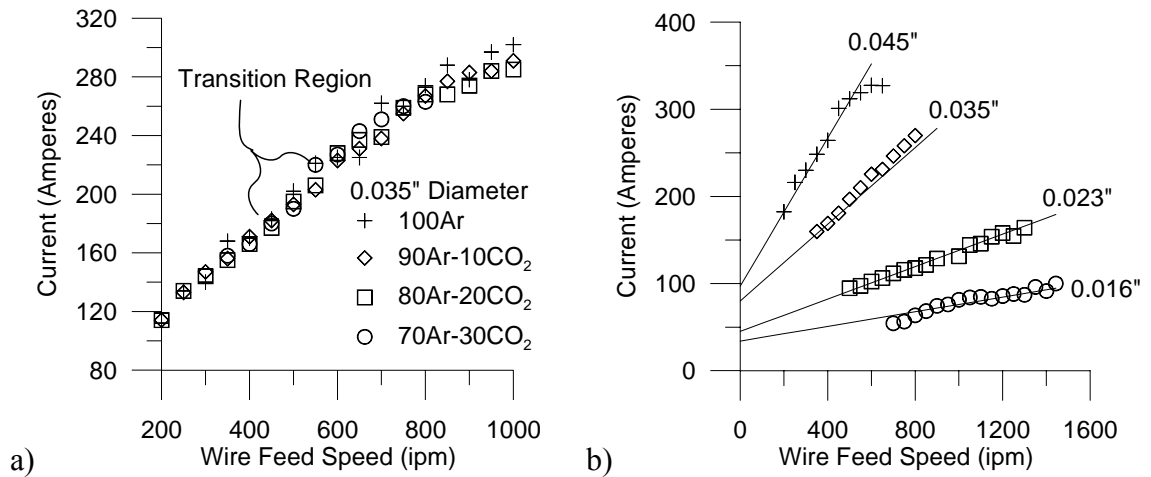 320
280
240
200
160
120
80
Current (Amperes)
Transition Region
0.035" Diameter
100Ar
90Ar-10CO₂
80Ar-20CO₂
70Ar-30CO₂
200 400 600 800 1000
Wire Feed Speed (ipm)
a)
400
300
200
100
0
Current (Amperes)
0.045"
0.035"
0.023"
0.016"
0 400 800 1200 1600
Wire Feed Speed (ipm)
b)